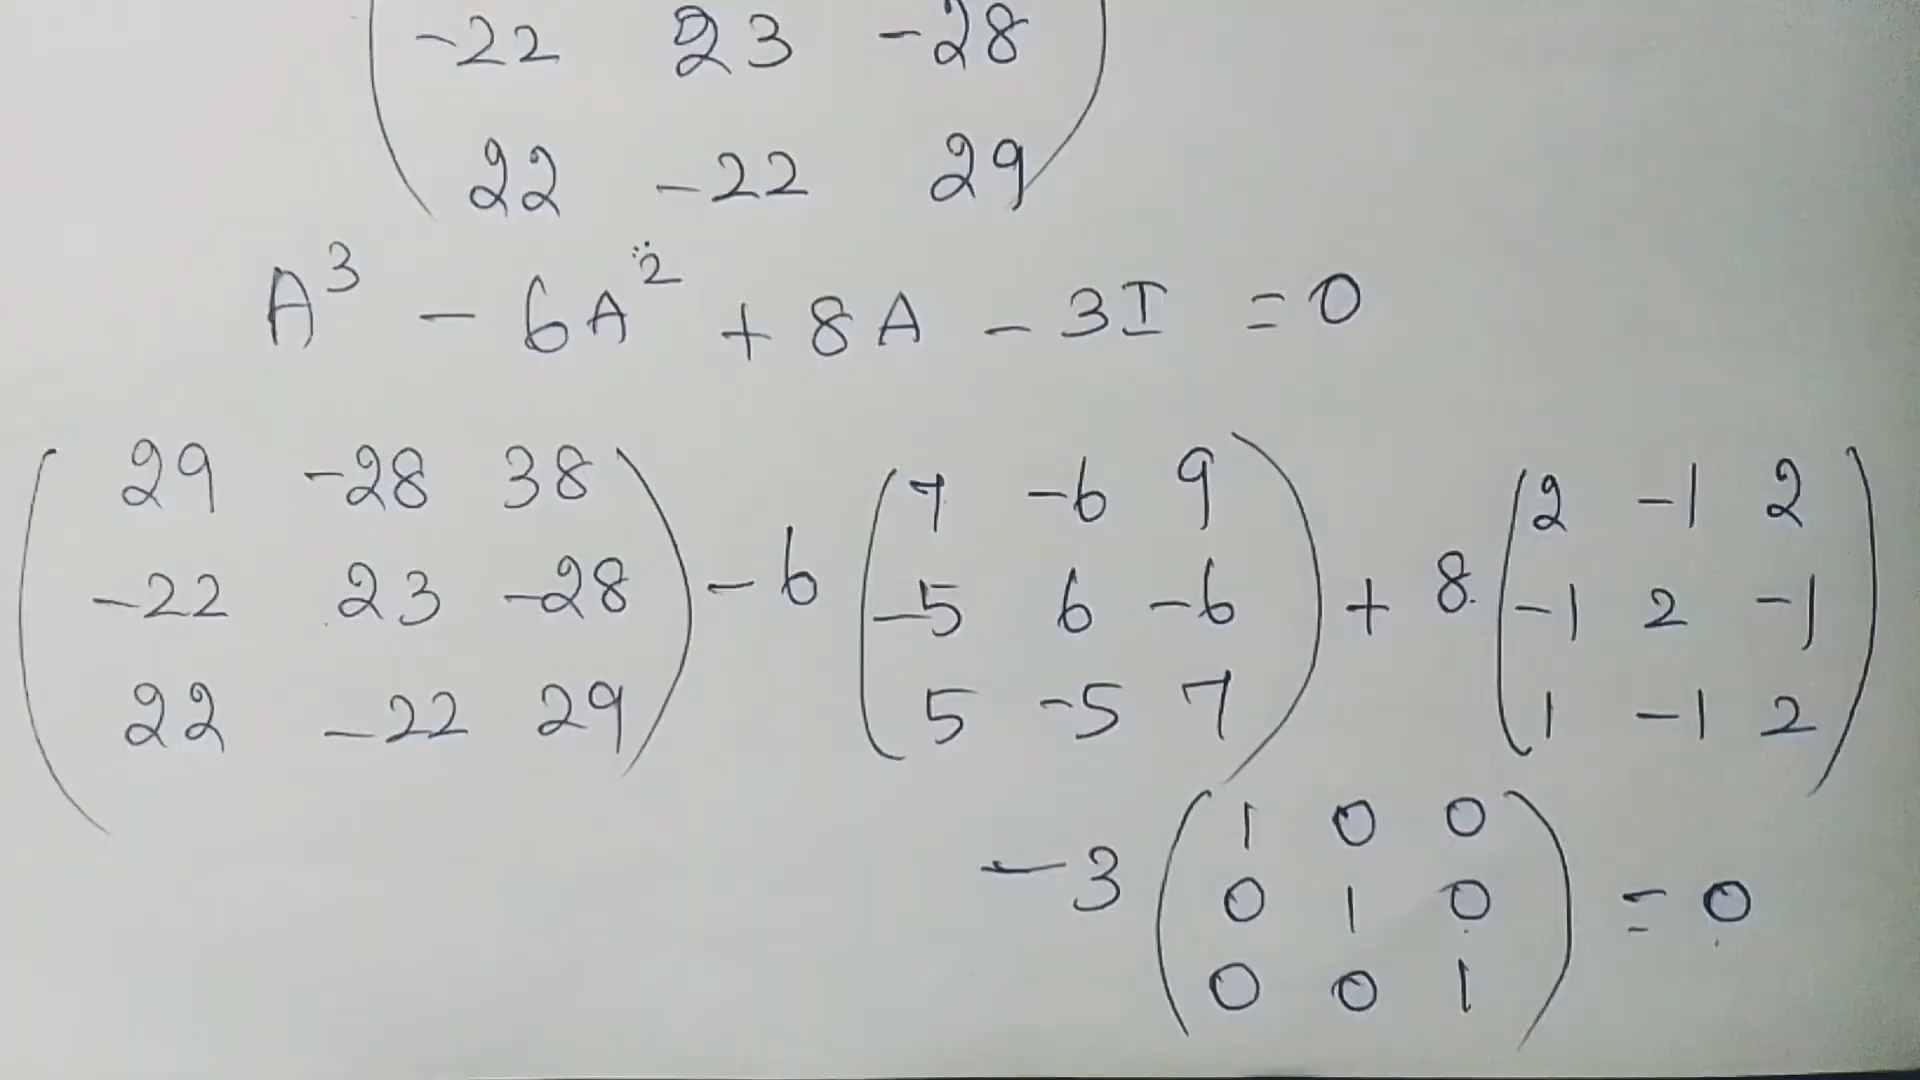 -22 23 -28
22 -22 29
A³ - 6A² + 8A - 3I = 0
29 -28 38 7 -6 9 2 -1 2
-22 23 -28 - 6 -5 6 -6 + 8 -1 2 -1
22 -22 29 5 -5 7 1 -1 2
1 0 0
-3 0 1 0 = 0
0 0 1